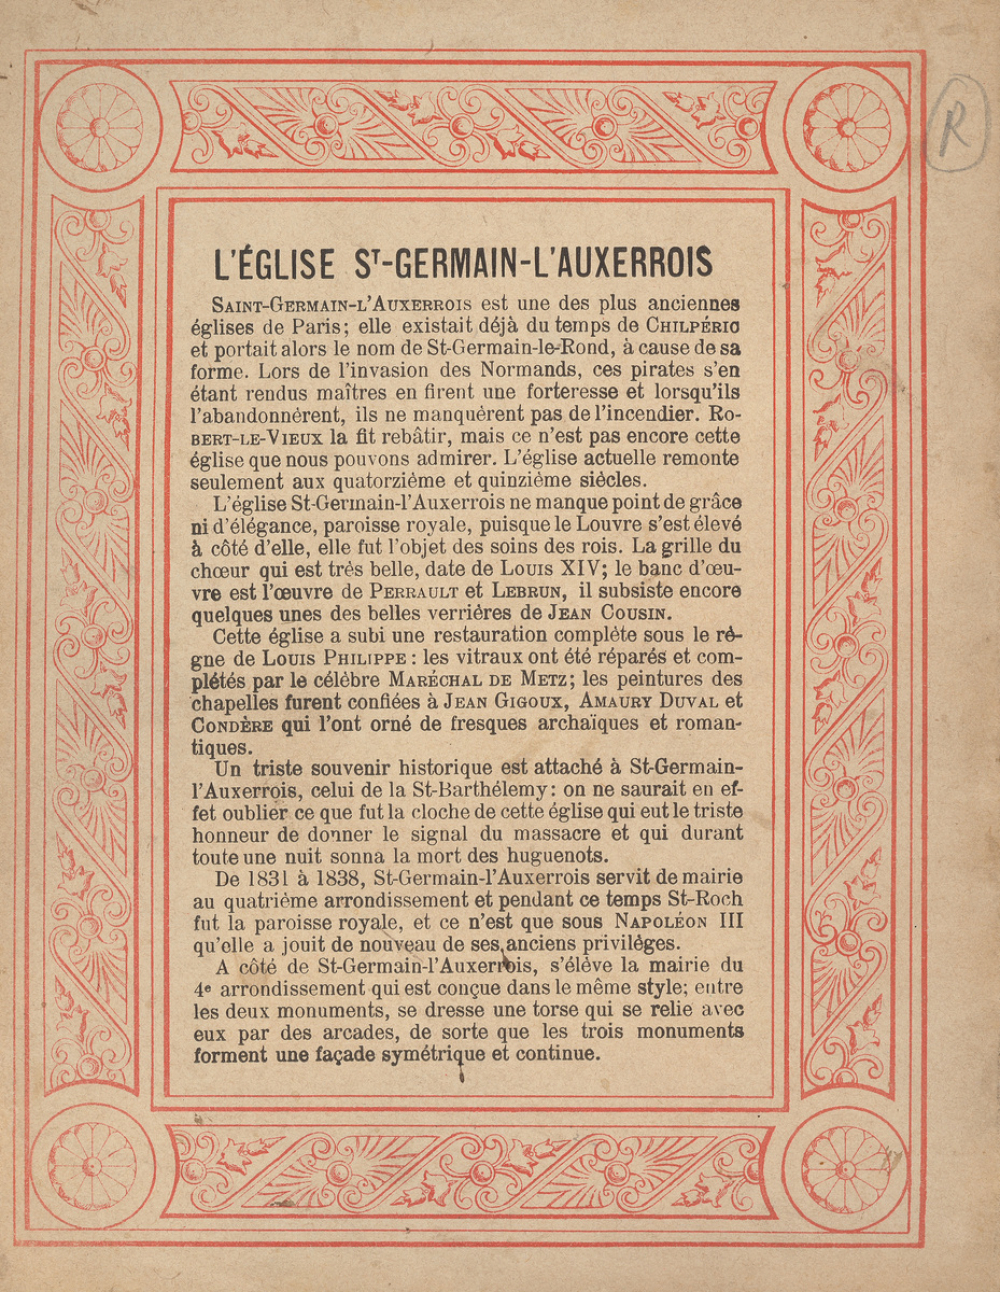 R
L'ÉGLISE ST-GERMAIN-L'AUXERROIS
SAINT-GERMAIN-L'AUXERROIS est une des plus anciennes
églises de Paris; elle existait déjà du temps de CHILPÉRIC
et portait alors le nom de St-Germain-le-Rond, à cause de sa
forme. Lors de l'invasion des Normands, ces pirates s'en
étant rendus maîtres en firent une forteresse et lorsqu'ils
l'abandonnèrent, ils ne manquèrent pas de l'incendier. RO-
BERT-LE-VIEUX la fit rebâtir, mais ce n'est pas encore cette
église que nous pouvons admirer. L'église actuelle remonte
seulement aux quatorzième et quinzième siècles.
L'église St-Germain-l'Auxerrois ne manque point de grâce
ni d'élégance, paroisse royale, puisque le Louvre s'est élevé
à côté d'elle, elle fut l'objet des soins des rois. La grille du
chœur qui est très belle, date de LOUIS XIV; le banc d'œu-
vre est l'œuvre de PERRAULT et LEBRUN, il subsiste encore
quelques unes des belles verrières de JEAN COUSIN.
Cette église a subi une restauration complète sous le rè-
gne de LOUIS PHILIPPE : les vitraux ont été réparés et com-
plétés par le célèbre MARÉCHAL DE METZ; les peintures des
chapelles furent confiées à JEAN GIGOUX, AMAURY DUVAL et
CONDÈRE qui l'ont orné de fresques archaïques et roman-
tiques.
Un triste souvenir historique est attaché à St-Germain-
l'Auxerrois, celui de la St-Barthélemy : on ne saurait en ef-
fet oublier ce que fut la cloche de cette église qui eut le triste
honneur de donner le signal du massacre et qui durant
toute une nuit sonna la mort des huguenots.
De 1831 à 1838, St-Germain-l'Auxerrois servit de mairie
au quatrième arrondissement et pendant ce temps St-Roch
fut la paroisse royale, et ce n'est que sous NAPOLÉON III
qu'elle a jouit de nouveau de ses anciens privilèges.
A côté de St-Germain-l'Auxerrois, s'élève la mairie du
4e arrondissement qui est conçue dans le même style; entre
les deux monuments, se dresse une torse qui se relie avec
eux par des arcades, de sorte que les trois monuments
forment une façade symétrique et continue.